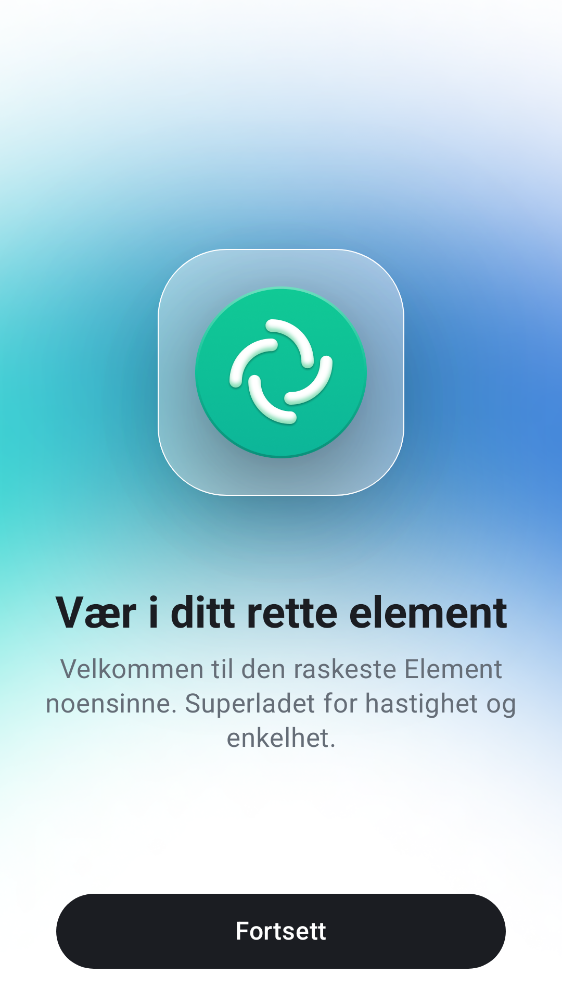 Vær i ditt rette element
Velkommen til den raskeste Element
noensinne. Superladet for hastighet og
enkelhet.
Fortsett